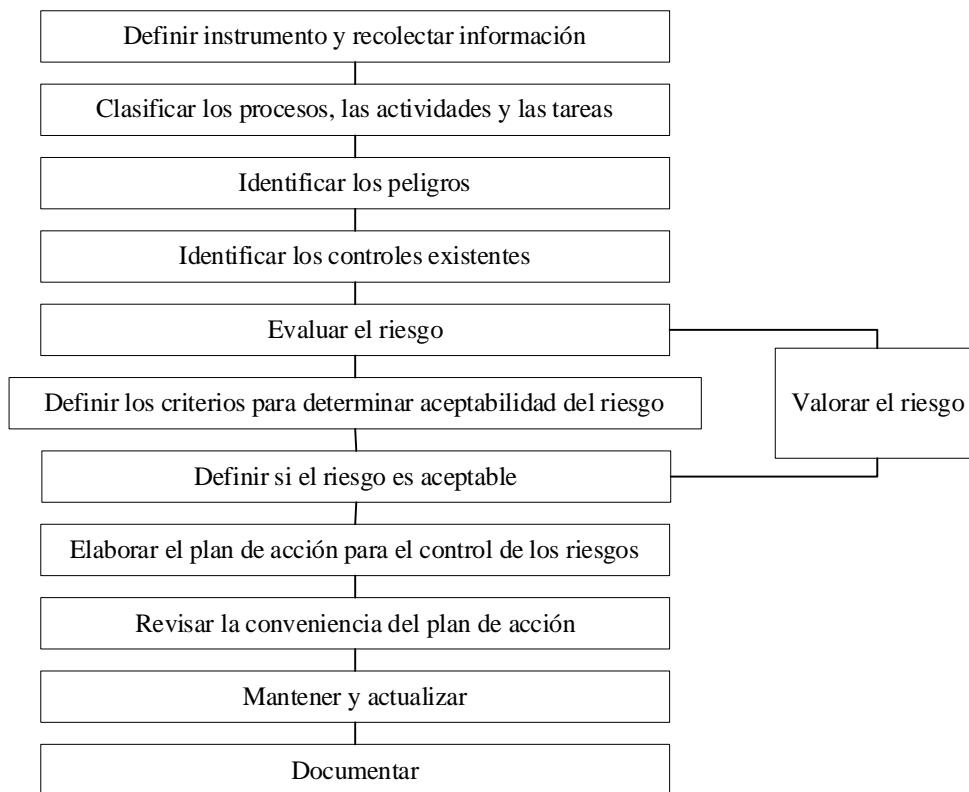 Definir instrumento y recolectar información
Clasificar los procesos, las actividades y las tareas
Identificar los peligros
Identificar los controles existentes
Evaluar el riesgo
Definir los criterios para determinar aceptabilidad del riesgo
Valorar el riesgo
Definir si el riesgo es aceptable
Elaborar el plan de acción para el control de los riesgos
Revisar la conveniencia del plan de acción
Mantener y actualizar
Documentar